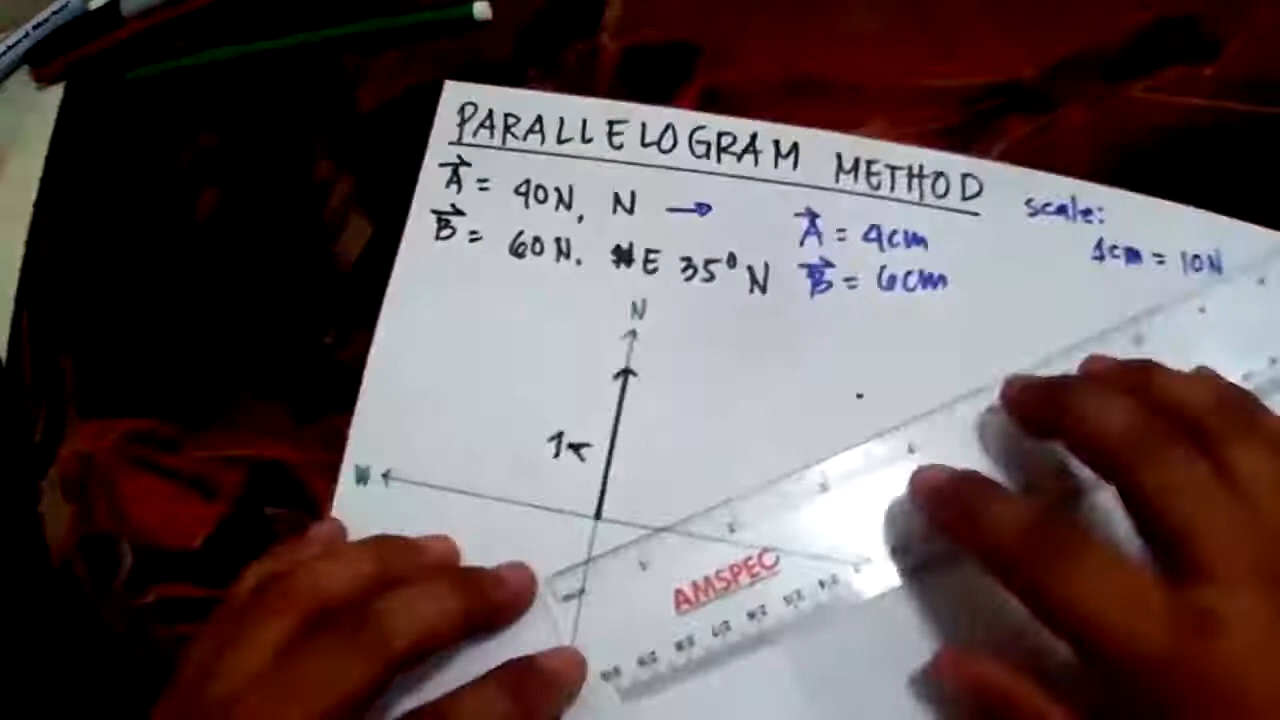 PARALLELOGRAM METHOD
scale:
1cm = 10N
A = 40N, N → A = 4cm
B = 60N. E 35° N B = 6cm
N
A
W
AMSPEC